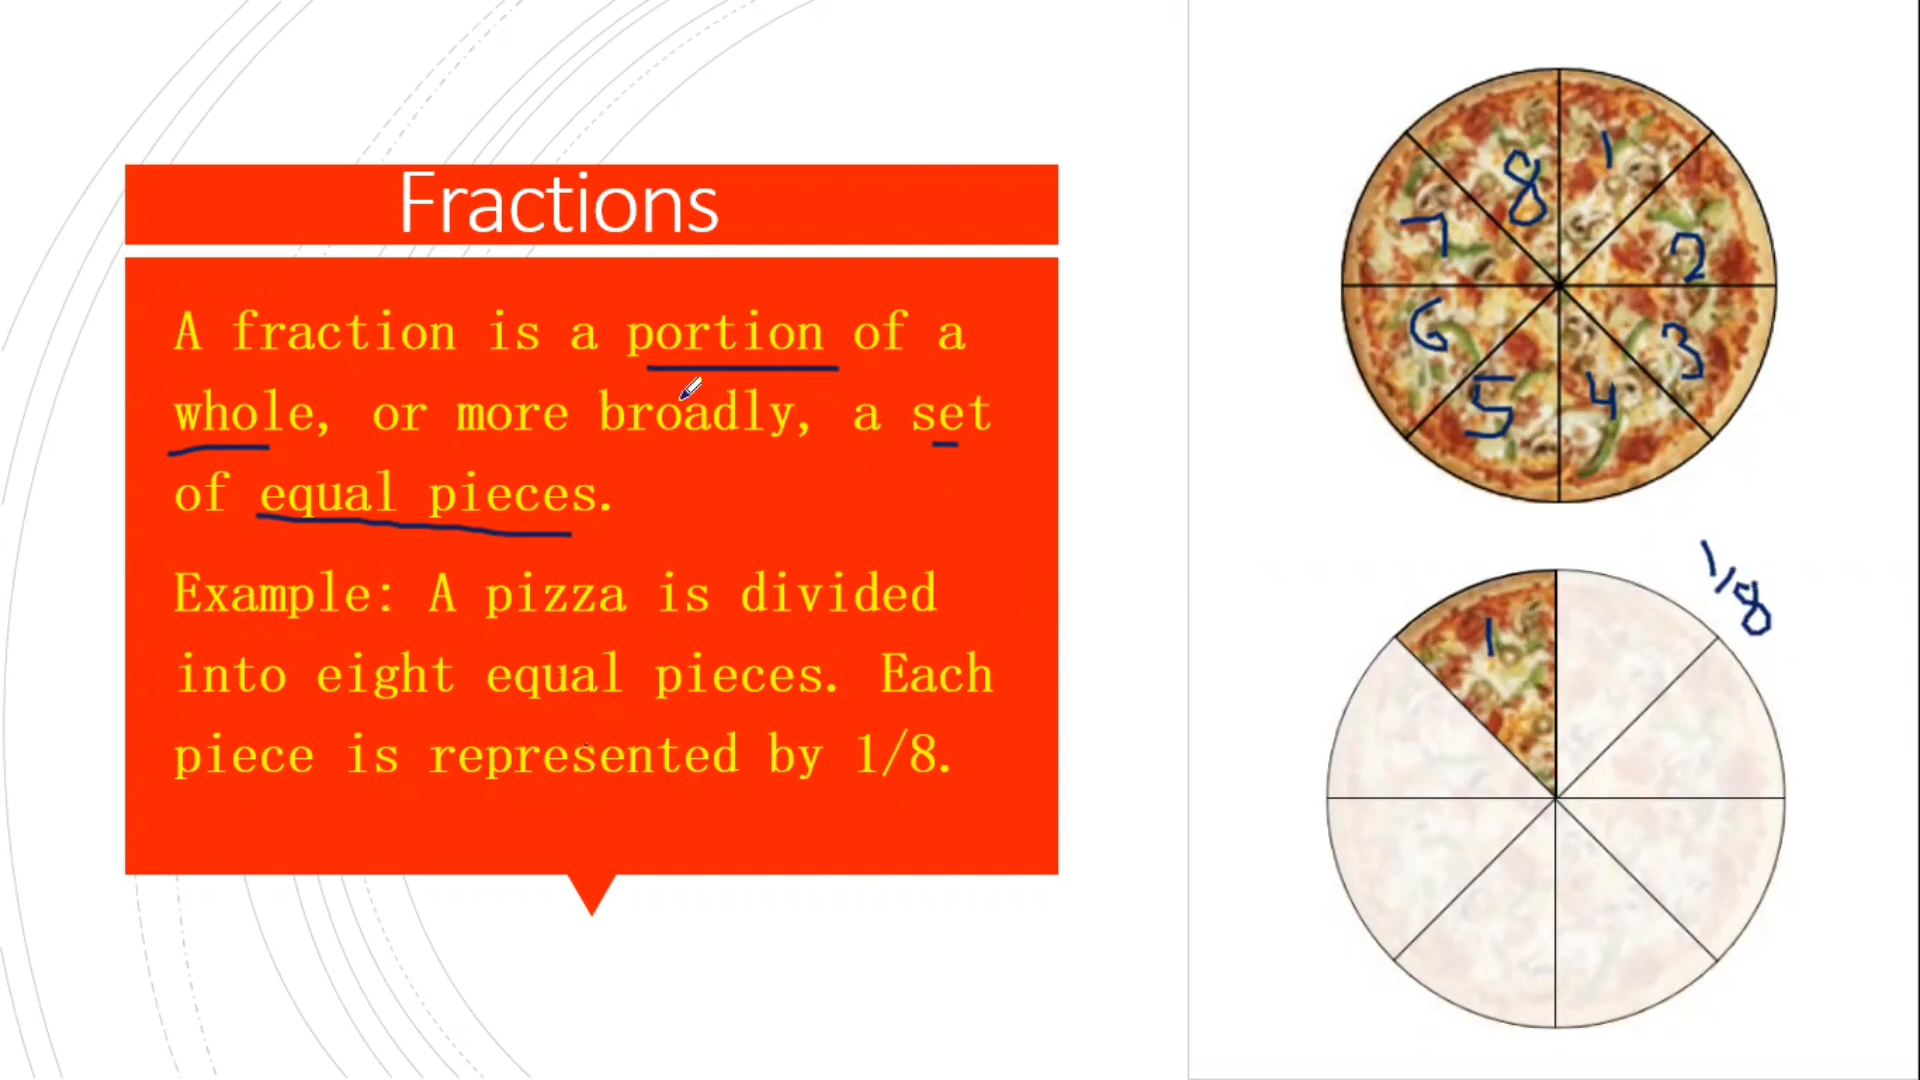 Fractions
A fraction is a portion of a
whole, or more broadly, a set
of equal pieces.
Example: A pizza is divided
into eight equal pieces. Each
piece is represented by 1/8.
8 1
7 2
6 3
5 4
1/8
1